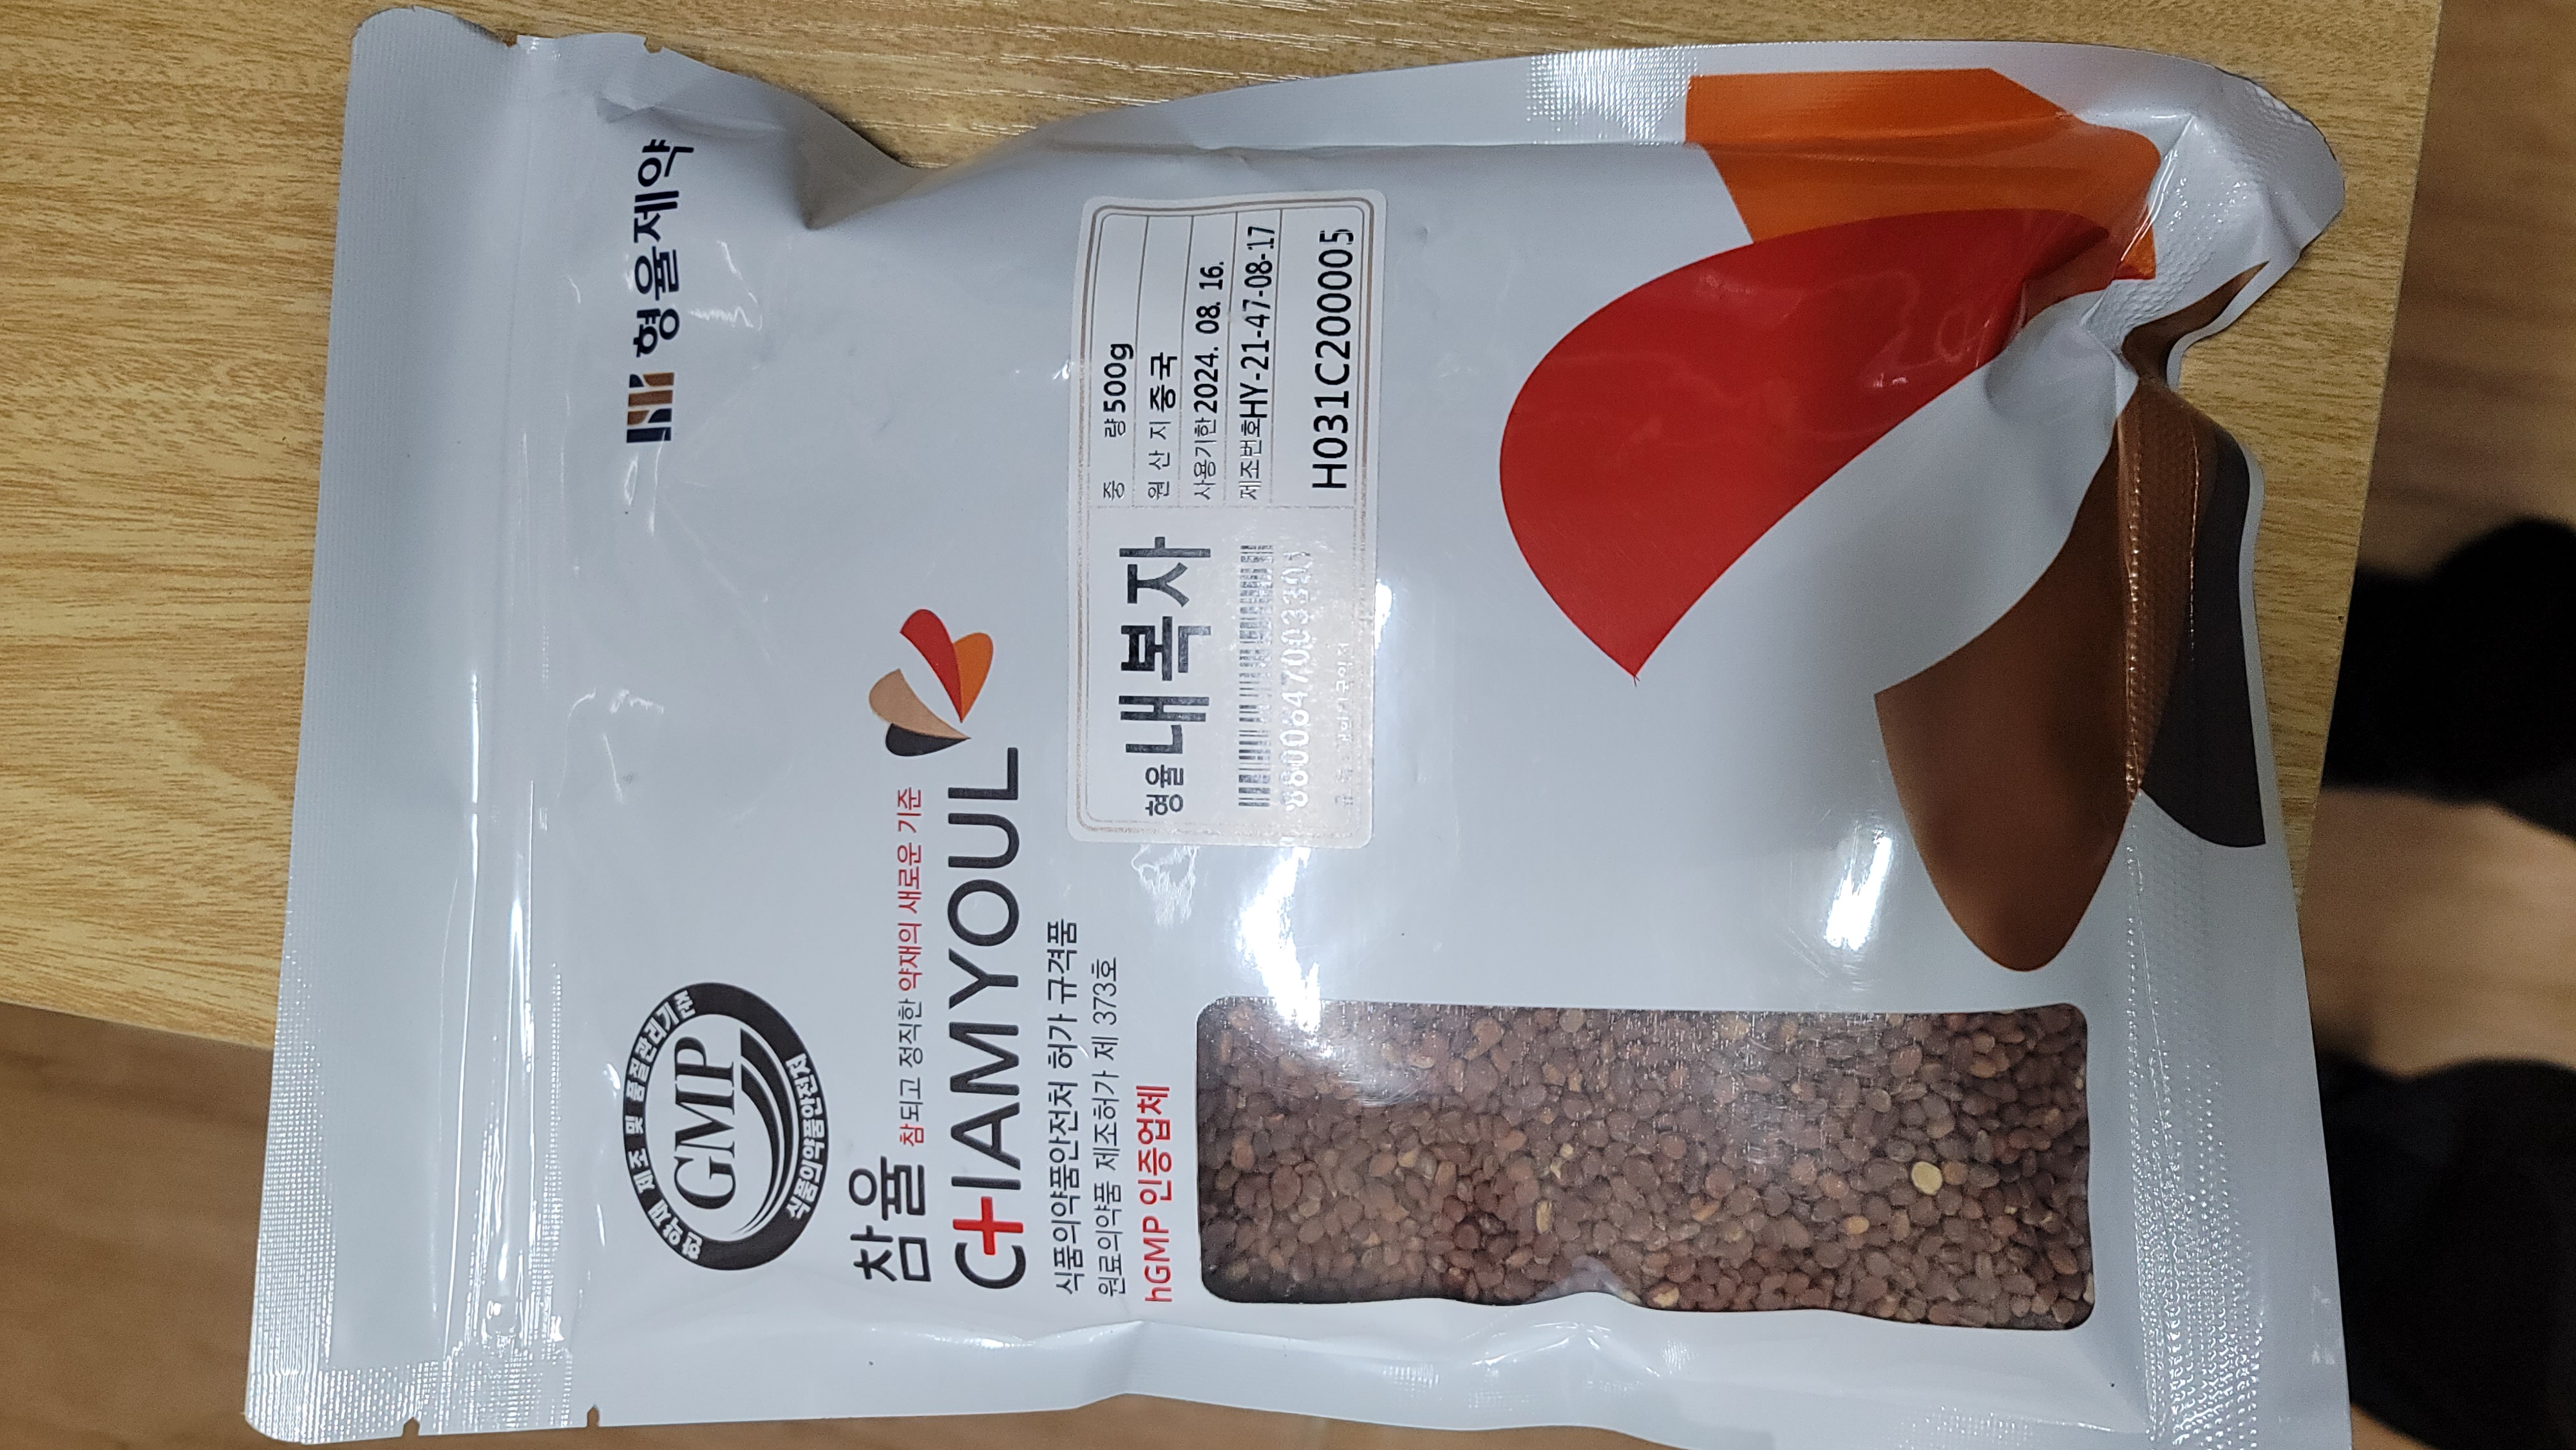 형율제약
한약재 제조 및 품질관리기준
GMP
식품의약품안전처
참율 참되고 정직한 약재의 새로운 기준
CHAMYOUL
식품의약품안전처 허가 규격품
원료의약품 제조허가 제 373호
hGMP 인증업체
형율 내복자
중 량 500g
원 산 지 중국
사용기한 2024. 08. 16.
제조번호 HY-21-47-08-17
H031C200005